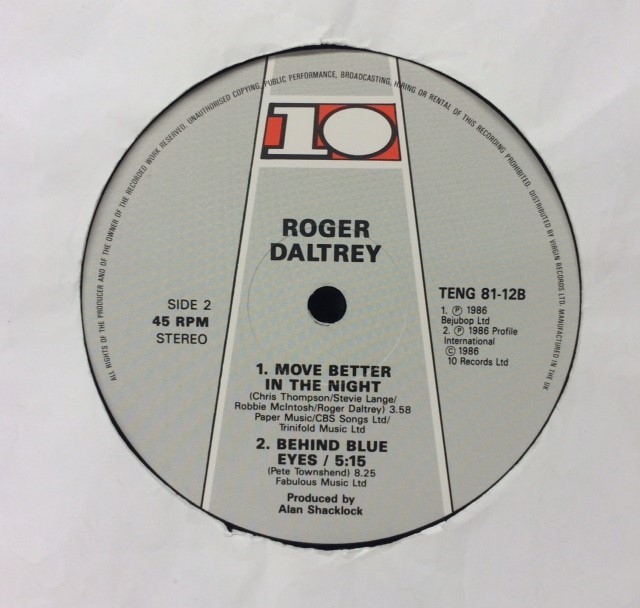 ALL RIGHTS OF THE PRODUCER AND OF THE OWNER OF THE RECORDED WORK RESERVED. UNAUTHORISED COPYING, PUBLIC PERFORMANCE, BROADCASTING, HIRING OR RENTAL OF THIS RECORDING PROHIBITED. DISTRIBUTED BY VIRGIN RECORDS LTD. MANUFACTURED IN THE UK
10
ROGER
DALTREY
SIDE 2
45 RPM
STEREO
TENG 81-12B
1. ℗ 1986
Bejubop Ltd
2. ℗ 1986 Profile
International
© 1986
10 Records Ltd
1. MOVE BETTER
IN THE NIGHT
(Chris Thompson/Stevie Lange/
Robbie McIntosh/Roger Daltrey) 3.58
Paper Music/CBS Songs Ltd/
Trinifold Music Ltd
2. BEHIND BLUE
EYES / 5:15
(Pete Townshend) 8.25
Fabulous Music Ltd
Produced by
Alan Shacklock